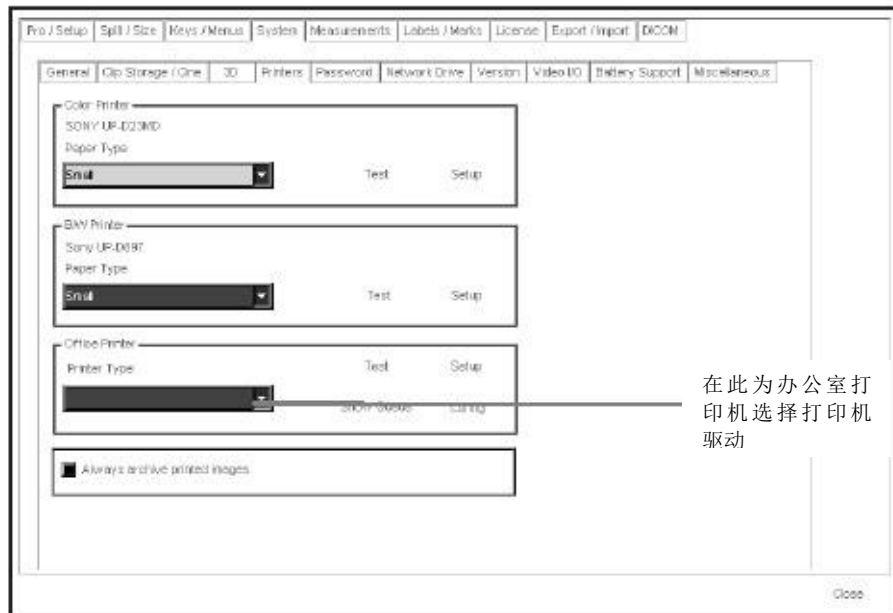 Pro / Setup Split / Size Keys / Menus System Measurements Labels / Marks License Export / Import DICOM
General Clip Storage / Cine 3D Printers Password Network Drive Version Video I/O Battery Support Miscellaneous
Color Printer
SONY UP-D23MD
Paper Type
Small Test Setup
B/W Printer
Sony UP-D897
Paper Type
Small Test Setup
Office Printer
Printer Type Test Setup
Show Queue Config
在此为办公室打
印机选择打印机
驱动
Always archive printed images
Close